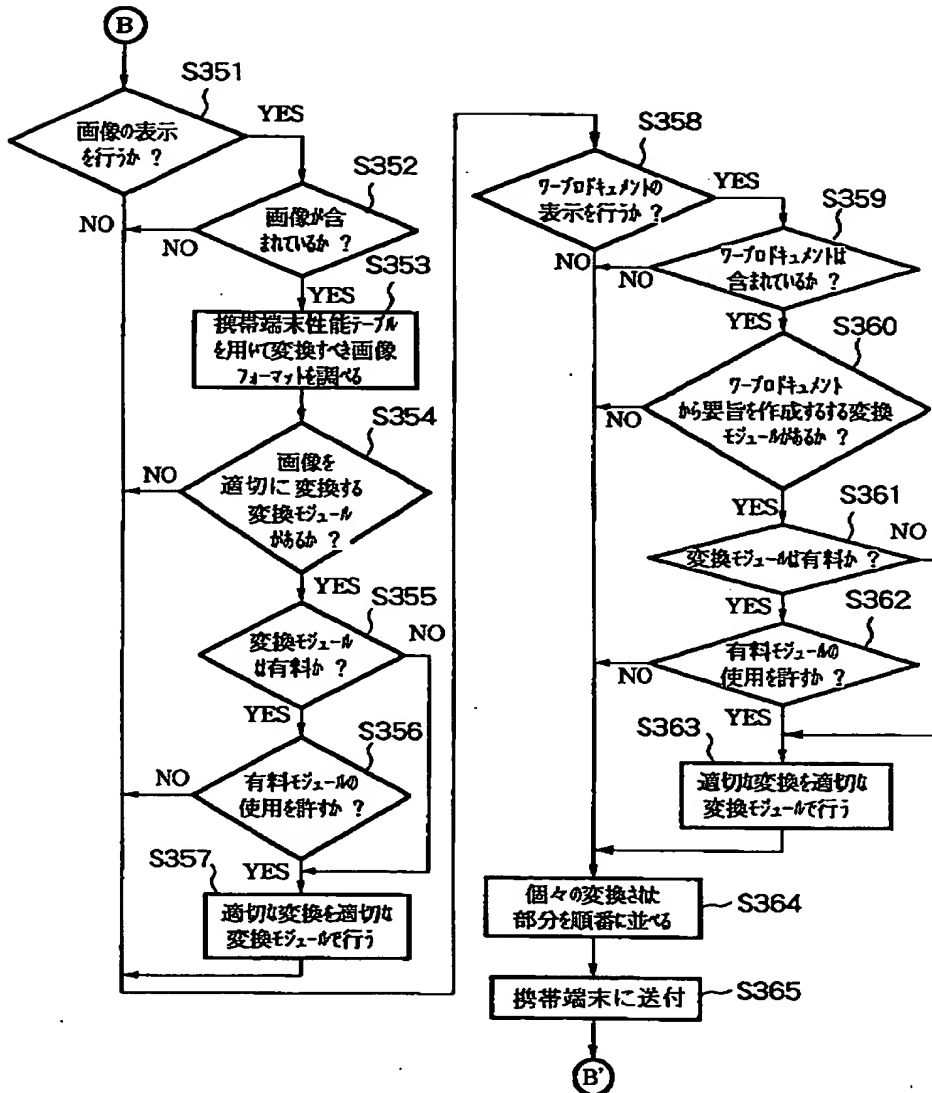 B
S351
画像の表示
を行うか？
YES
NO
S352
画像が含
まれているか？
NO
YES
S353
携帯端末性能テーブル
を用いて変換すべき画像
フォーマットを調べる
S354
画像を
適切に変換する
変換モジュール
があるか？
NO
YES
S355
変換モジュール
は有料か？
NO
YES
S356
有料モジュールの
使用を許すか？
NO
YES
S357
適切な変換を適切な
変換モジュールで行う
S358
ワープロドキュメントの
表示を行うか？
YES
NO
S359
ワープロドキュメントは
含まれているか？
NO
YES
S360
ワープロドキュメント
から要旨を作成するする変換
モジュールがあるか？
NO
YES
S361
変換モジュールは有料か？
NO
YES
S362
有料モジュールの
使用を許すか？
NO
YES
S363
適切な変換を適切な
変換モジュールで行う
個々の変換されは
部分を順番に並べる
S364
携帯端末に送付
S365
B'